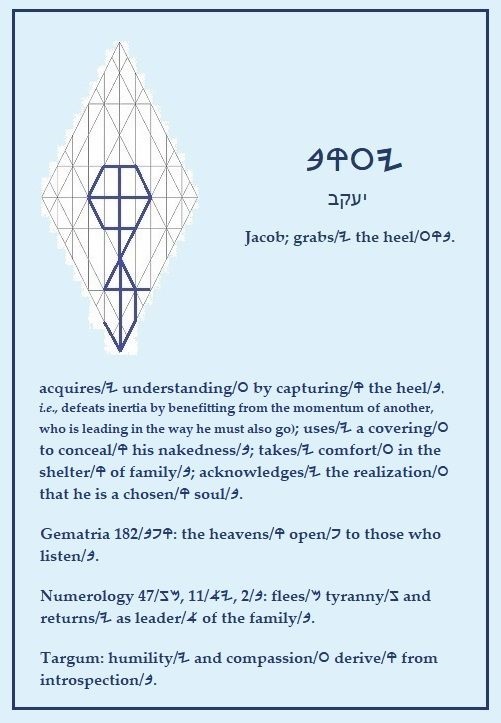 𐤉𐤏𐤒𐤁
יעקב
Jacob; grabs/𐤉 the heel/𐤏𐤒𐤁.
acquires/𐤉 understanding/𐤏 by capturing/𐤒 the heel/𐤁.
i.e., defeats inertia by benefitting from the momentum of another,
who is leading in the way he must also go); uses/𐤉 a covering/𐤏
to conceal/𐤒 his nakedness/𐤁; takes/𐤉 comfort/𐤏 in the
shelter/𐤒 of family/𐤁; acknowledges/𐤉 the realization/𐤏
that he is a chosen/𐤒 soul/𐤁.
Gematria 182/𐤒𐤐𐤁: the heavens/𐤒 open/𐤐 to those who
listen/𐤁.
Numerology 47/𐤌𐤆, 11/𐤉𐤀, 2/𐤁: flees/𐤌 tyranny/𐤆 and
returns/𐤉 as leader/𐤀 of the family/𐤁.
Targum: humility/𐤉 and compassion/𐤏 derive/𐤒 from
introspection/𐤁.